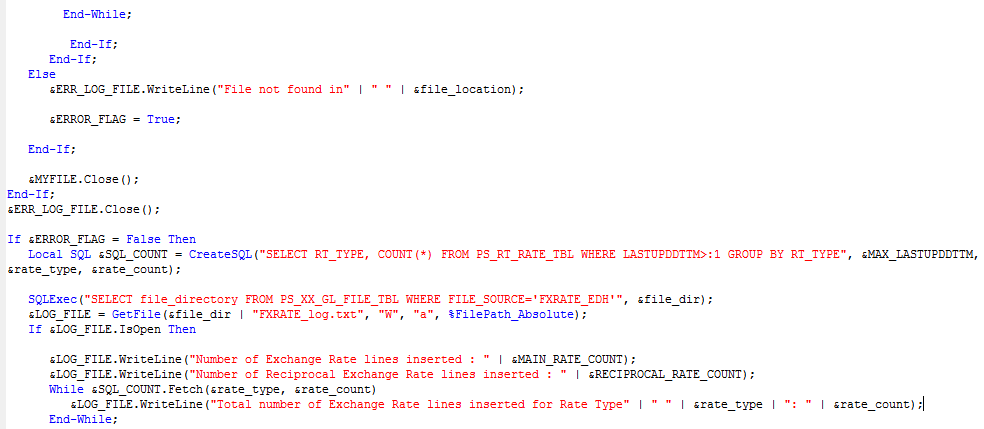 End-While;
End-If;
End-If;
Else
&ERR_LOG_FILE.WriteLine("File not found in" | " " | &file_location);
&ERROR_FLAG = True;
End-If;
&MYFILE.Close();
End-If;
&ERR_LOG_FILE.Close();
If &ERROR_FLAG = False Then
Local SQL &SQL_COUNT = CreateSQL("SELECT RT_TYPE, COUNT(*) FROM PS_RT_RATE_TBL WHERE LASTUPDDTTM>:1 GROUP BY RT_TYPE", &MAX_LASTUPDDTTM,
&rate_type, &rate_count);
SQLExec("SELECT file_directory FROM PS_XX_GL_FILE_TBL WHERE FILE_SOURCE='FXRATE_EDH'", &file_dir);
&LOG_FILE = GetFile(&file_dir | "FXRATE_log.txt", "W", "a", %FilePath_Absolute);
If &LOG_FILE.IsOpen Then
&LOG_FILE.WriteLine("Number of Exchange Rate lines inserted : " | &MAIN_RATE_COUNT);
&LOG_FILE.WriteLine("Number of Reciprocal Exchange Rate lines inserted : " | &RECIPROCAL_RATE_COUNT);
While &SQL_COUNT.Fetch(&rate_type, &rate_count)
&LOG_FILE.WriteLine("Total number of Exchange Rate lines inserted for Rate Type" | " " | &rate_type | ": " | &rate_count);
End-While;